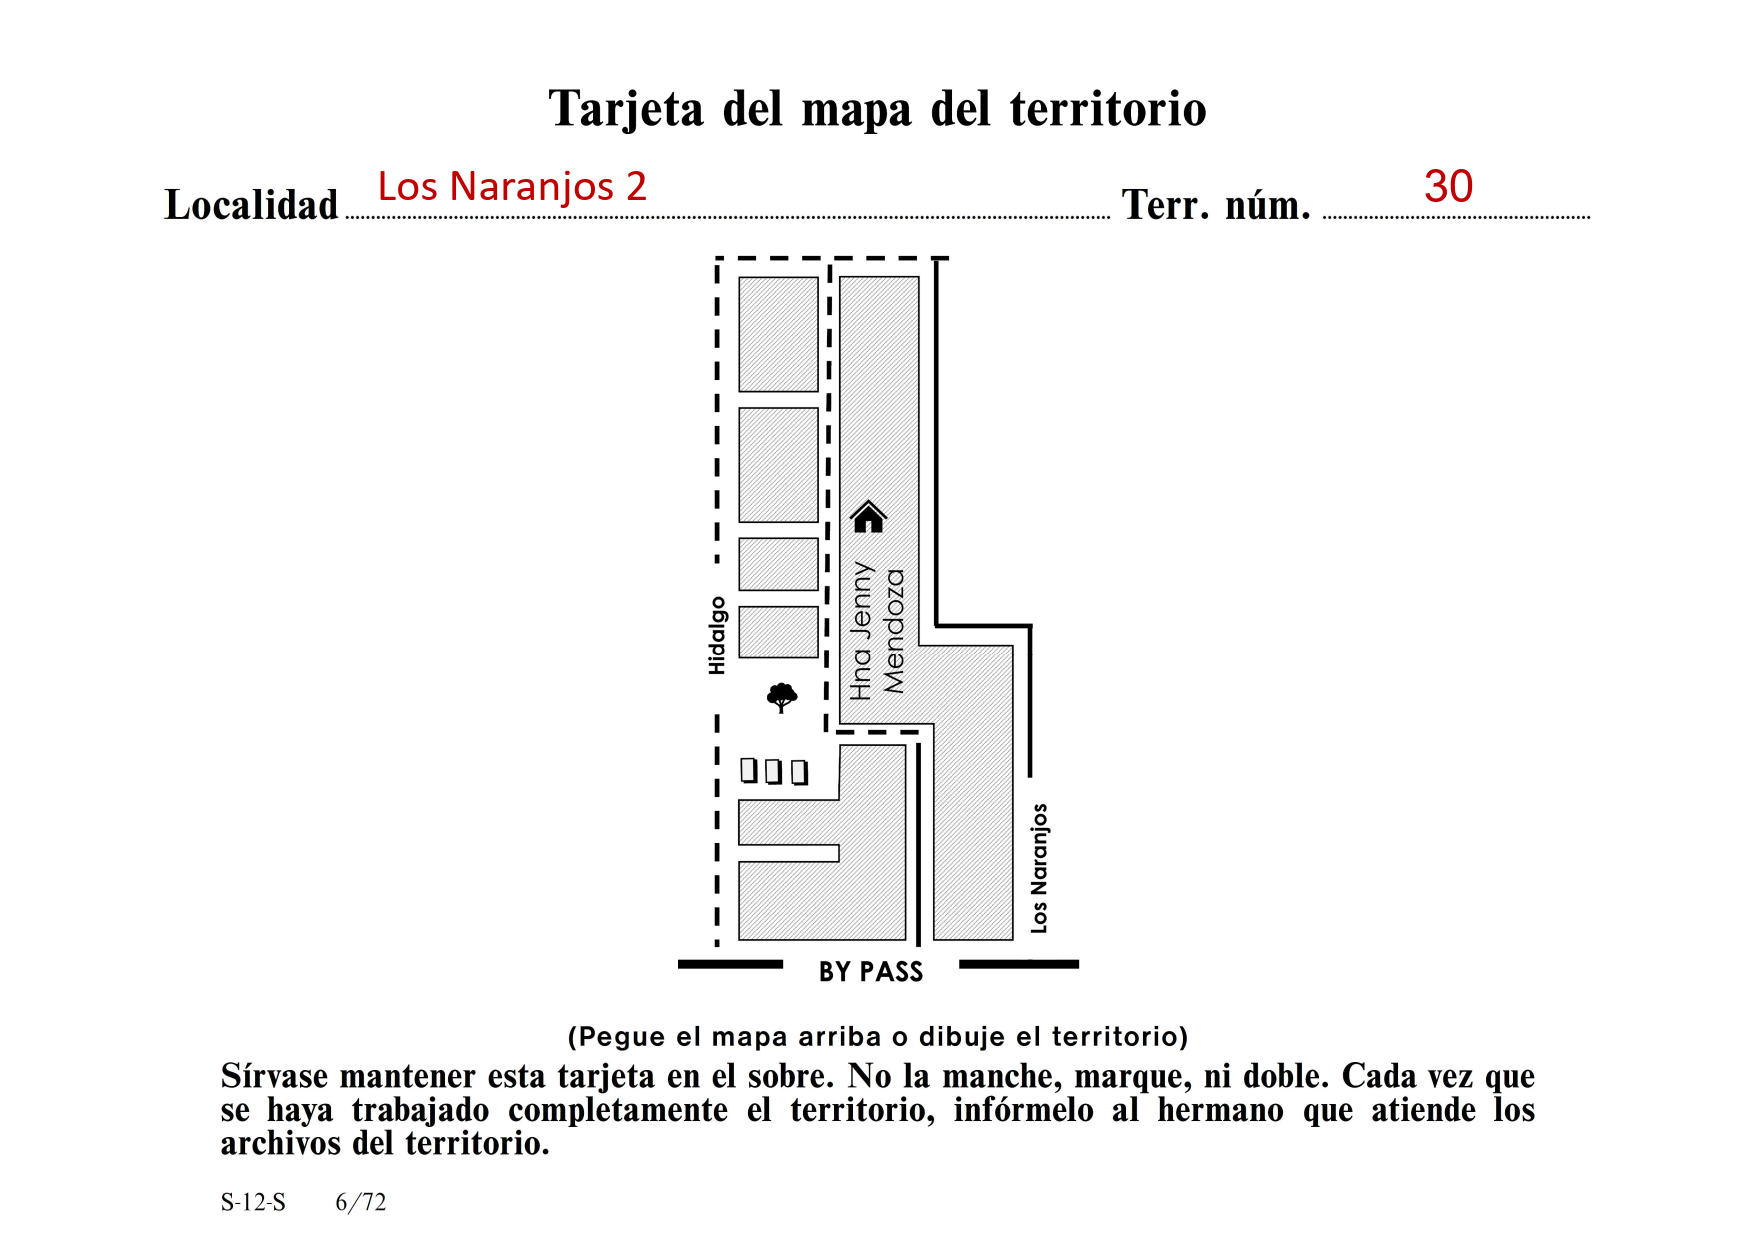 Tarjeta del mapa del territorio
Localidad Los Naranjos 2 Terr. núm. 30
Hna Jenny
Mendoza
Hidalgo
Los Naranjos
BY PASS
(Pegue el mapa arriba o dibuje el territorio)
Sírvase mantener esta tarjeta en el sobre. No la manche, marque, ni doble. Cada vez que
se haya trabajado completamente el territorio, infórmelo al hermano que atiende los
archivos del territorio.
S-12-S 6/72